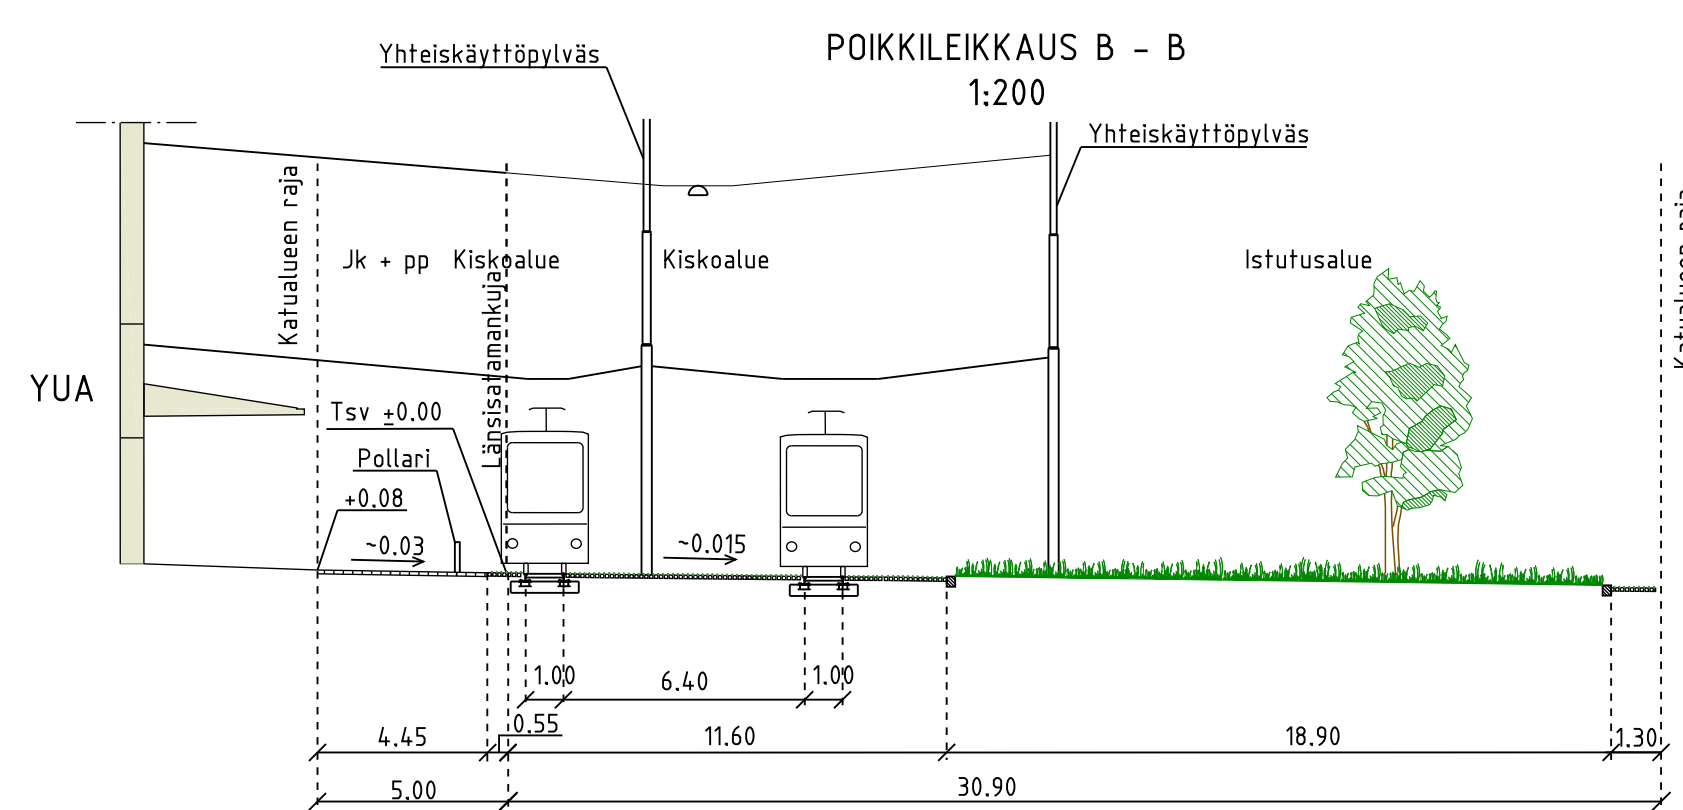 POIKKILEIKKAUS B - B
1:200
Yhteiskäyttöpylväs
Yhteiskäyttöpylväs
Katualueen raja
Jk + pp
Kiskoalue
Kiskoalue
Istutusalue
Länsisatamankuja
Katualueen raja
YUA
Tsv ±0.00
Pollari
+0.08
~0.03
~0.015
1.00
6.40
1.00
0.55
4.45
11.60
18.90
1.30
5.00
30.90